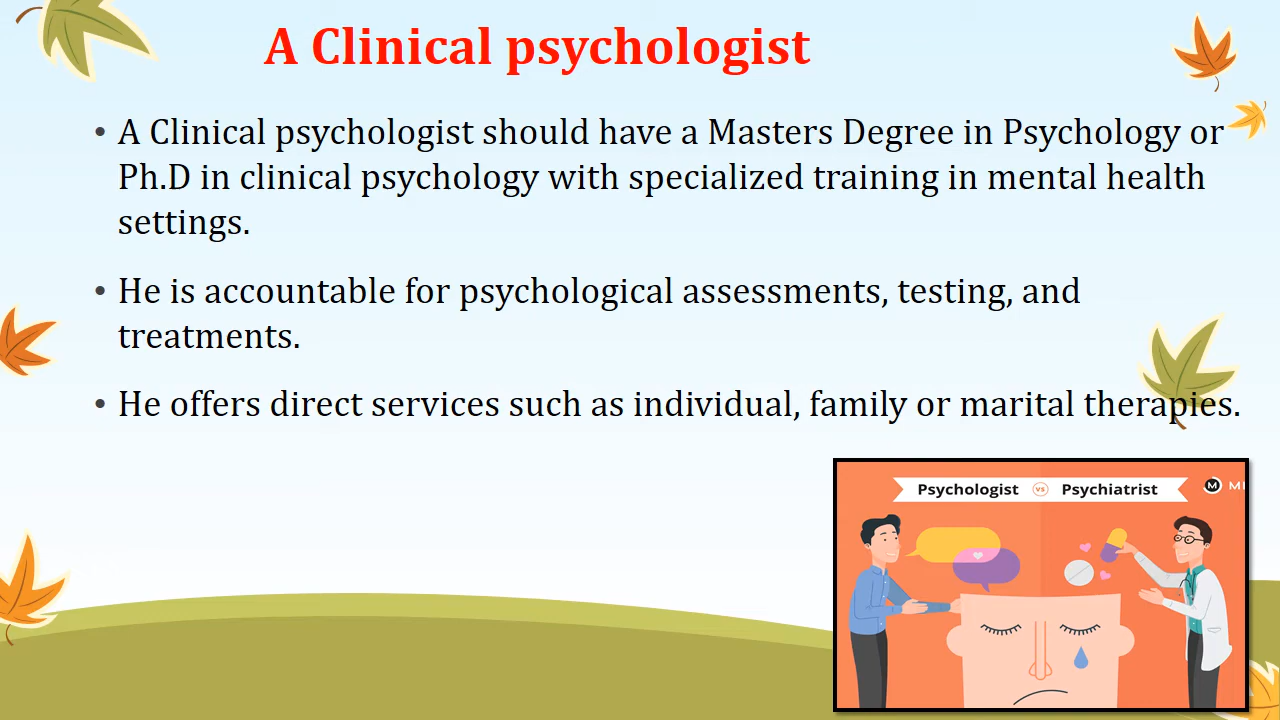 A Clinical psychologist
• A Clinical psychologist should have a Masters Degree in Psychology or
Ph.D in clinical psychology with specialized training in mental health
settings.
• He is accountable for psychological assessments, testing, and
treatments.
• He offers direct services such as individual, family or marital therapies.
Psychologist vs Psychiatrist
M MI